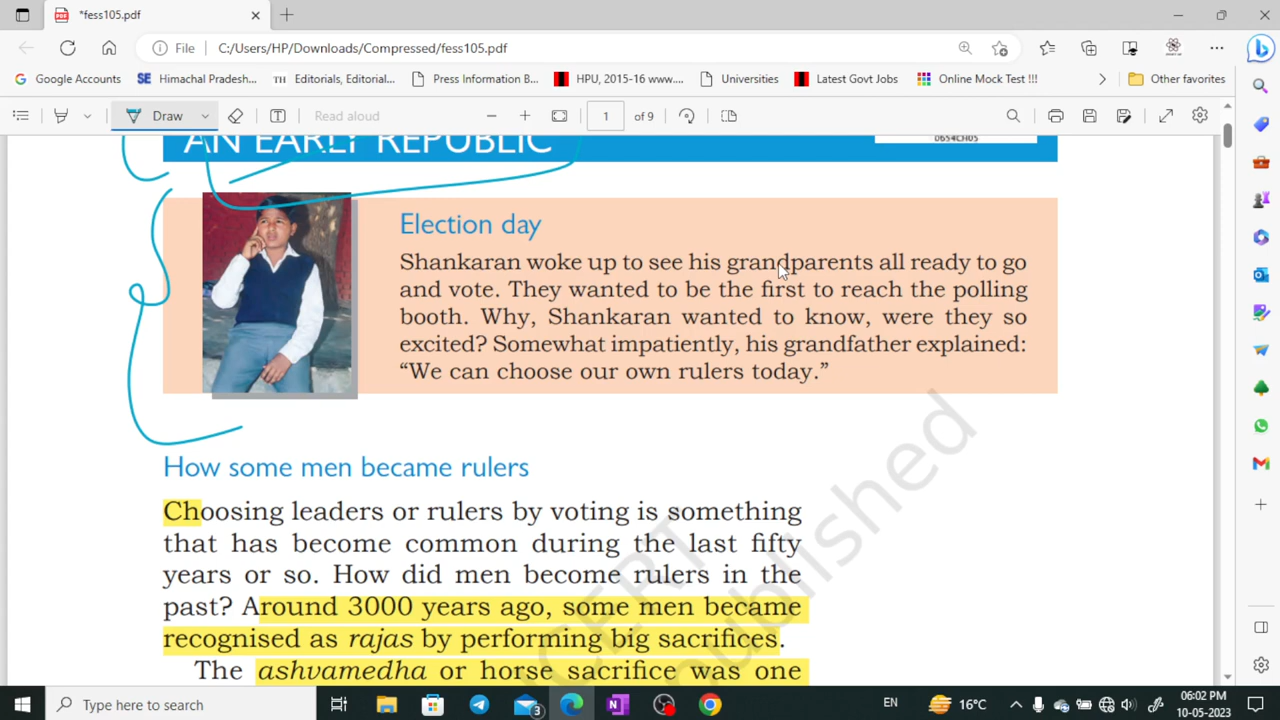 *fess105.pdf
File C:/Users/HP/Downloads/Compressed/fess105.pdf
Google Accounts SE Himachal Pradesh... TH Editorials, Editorial... Press Information B... HPU, 2015-16 www.... Universities Latest Govt Jobs Online Mock Test !!! Other favorites
Draw Read aloud 1 of 9
AN EARLY REPUBLIC
0654CH05
Election day
Shankaran woke up to see his grandparents all ready to go
and vote. They wanted to be the first to reach the polling
booth. Why, Shankaran wanted to know, were they so
excited? Somewhat impatiently, his grandfather explained:
“We can choose our own rulers today.”
How some men became rulers
Choosing leaders or rulers by voting is something
that has become common during the last fifty
years or so. How did men become rulers in the
past? Around 3000 years ago, some men became
recognised as rajas by performing big sacrifices.
The ashvamedha or horse sacrifice was one
NCERT
published
Type here to search
3
EN 16°C
06:02 PM
10-05-2023